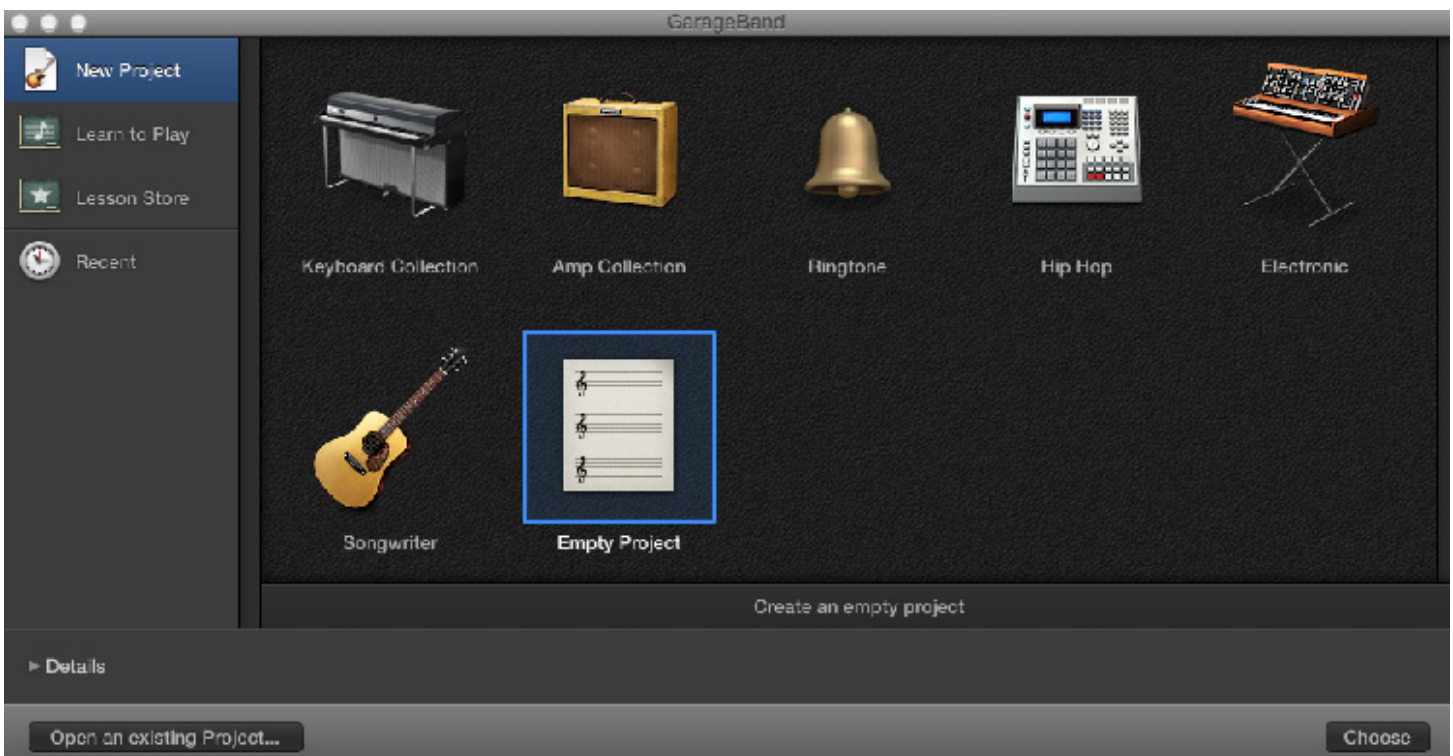 GarageBand
New Project
Learn to Play
Lesson Store
Recent
Keyboard Collection
Amp Collection
Ringtone
Hip Hop
Electronic
Songwriter
Empty Project
Create an empty project
Details
Open an existing Project...
Choose